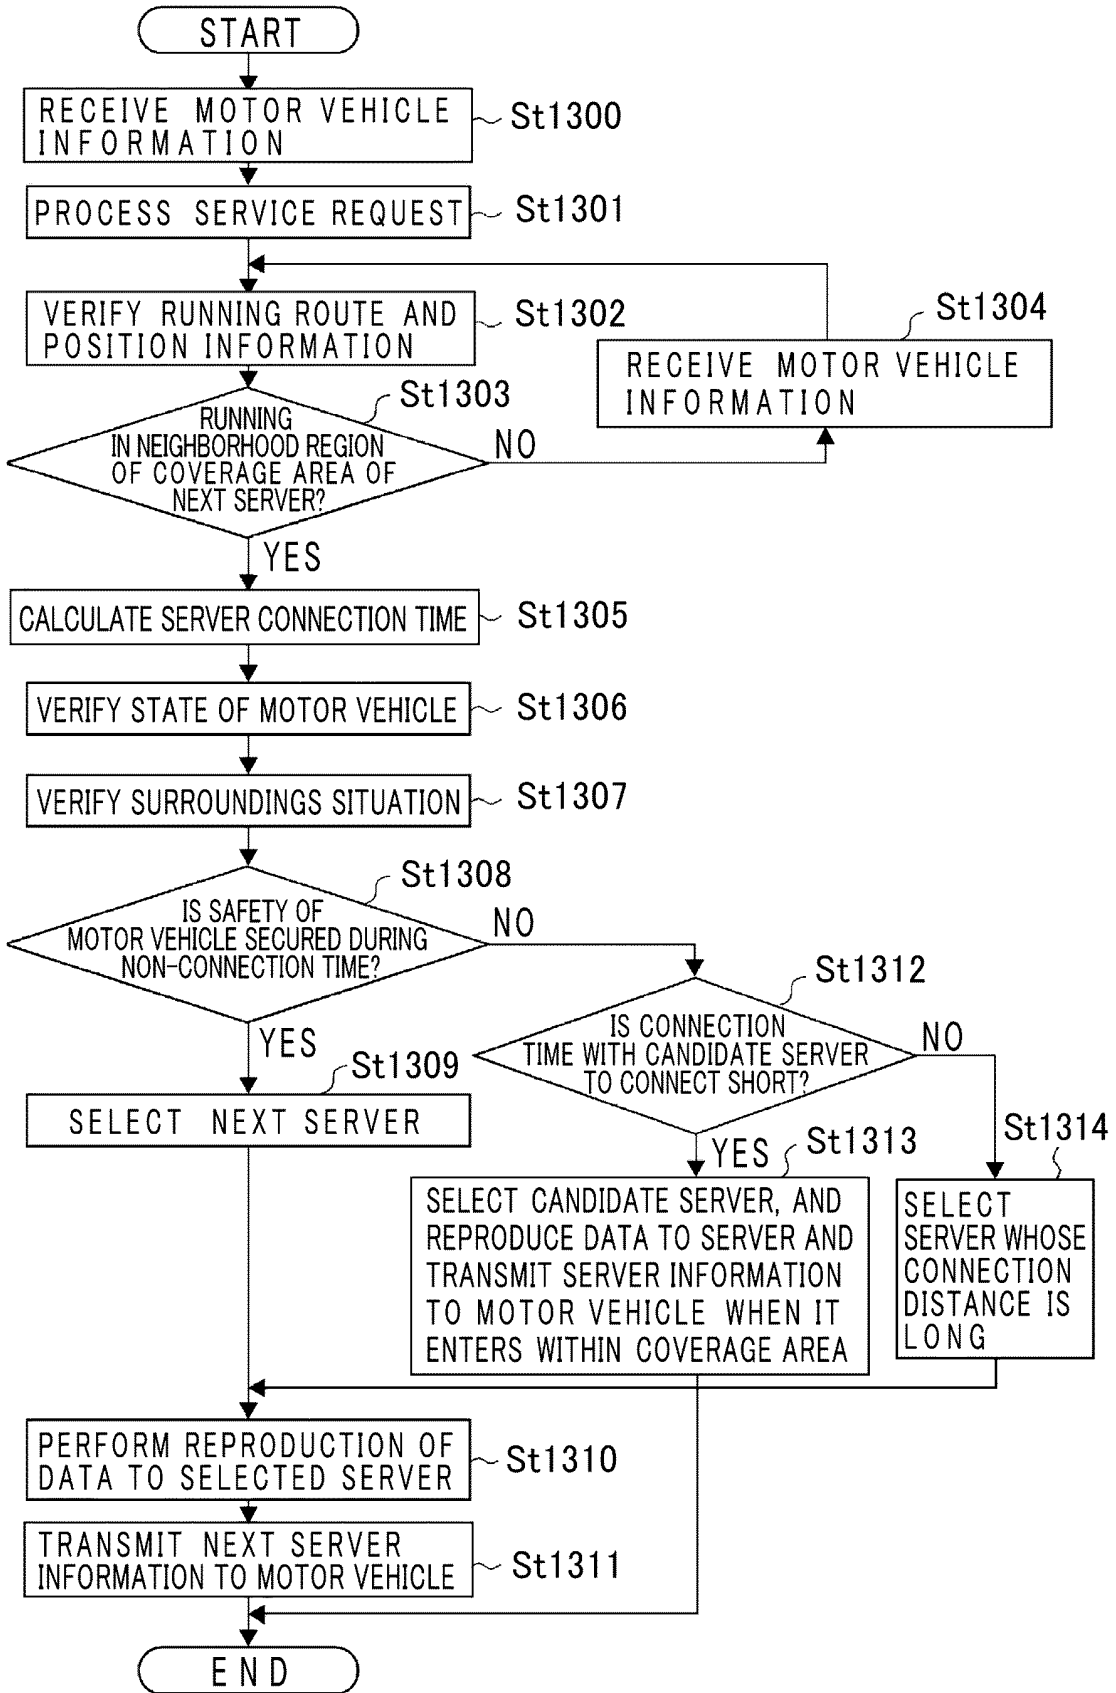 START
RECEIVE MOTOR VEHICLE
INFORMATION
St1300
PROCESS SERVICE REQUEST
St1301
VERIFY RUNNING ROUTE AND
POSITION INFORMATION
St1302
St1304
RECEIVE MOTOR VEHICLE
INFORMATION
St1303
RUNNING
IN NEIGHBORHOOD REGION
OF COVERAGE AREA OF
NEXT SERVER?
NO
YES
CALCULATE SERVER CONNECTION TIME
St1305
VERIFY STATE OF MOTOR VEHICLE
St1306
VERIFY SURROUNDINGS SITUATION
St1307
St1308
IS SAFETY OF
MOTOR VEHICLE SECURED DURING
NON-CONNECTION TIME?
NO
YES
St1312
IS CONNECTION
TIME WITH CANDIDATE SERVER
TO CONNECT SHORT?
NO
YES
St1309
SELECT NEXT SERVER
St1313
SELECT CANDIDATE SERVER, AND
REPRODUCE DATA TO SERVER AND
TRANSMIT SERVER INFORMATION
TO MOTOR VEHICLE WHEN IT
ENTERS WITHIN COVERAGE AREA
St1314
SELECT
SERVER WHOSE
CONNECTION
DISTANCE IS
LONG
PERFORM REPRODUCTION OF
DATA TO SELECTED SERVER
St1310
TRANSMIT NEXT SERVER
INFORMATION TO MOTOR VEHICLE
St1311
END